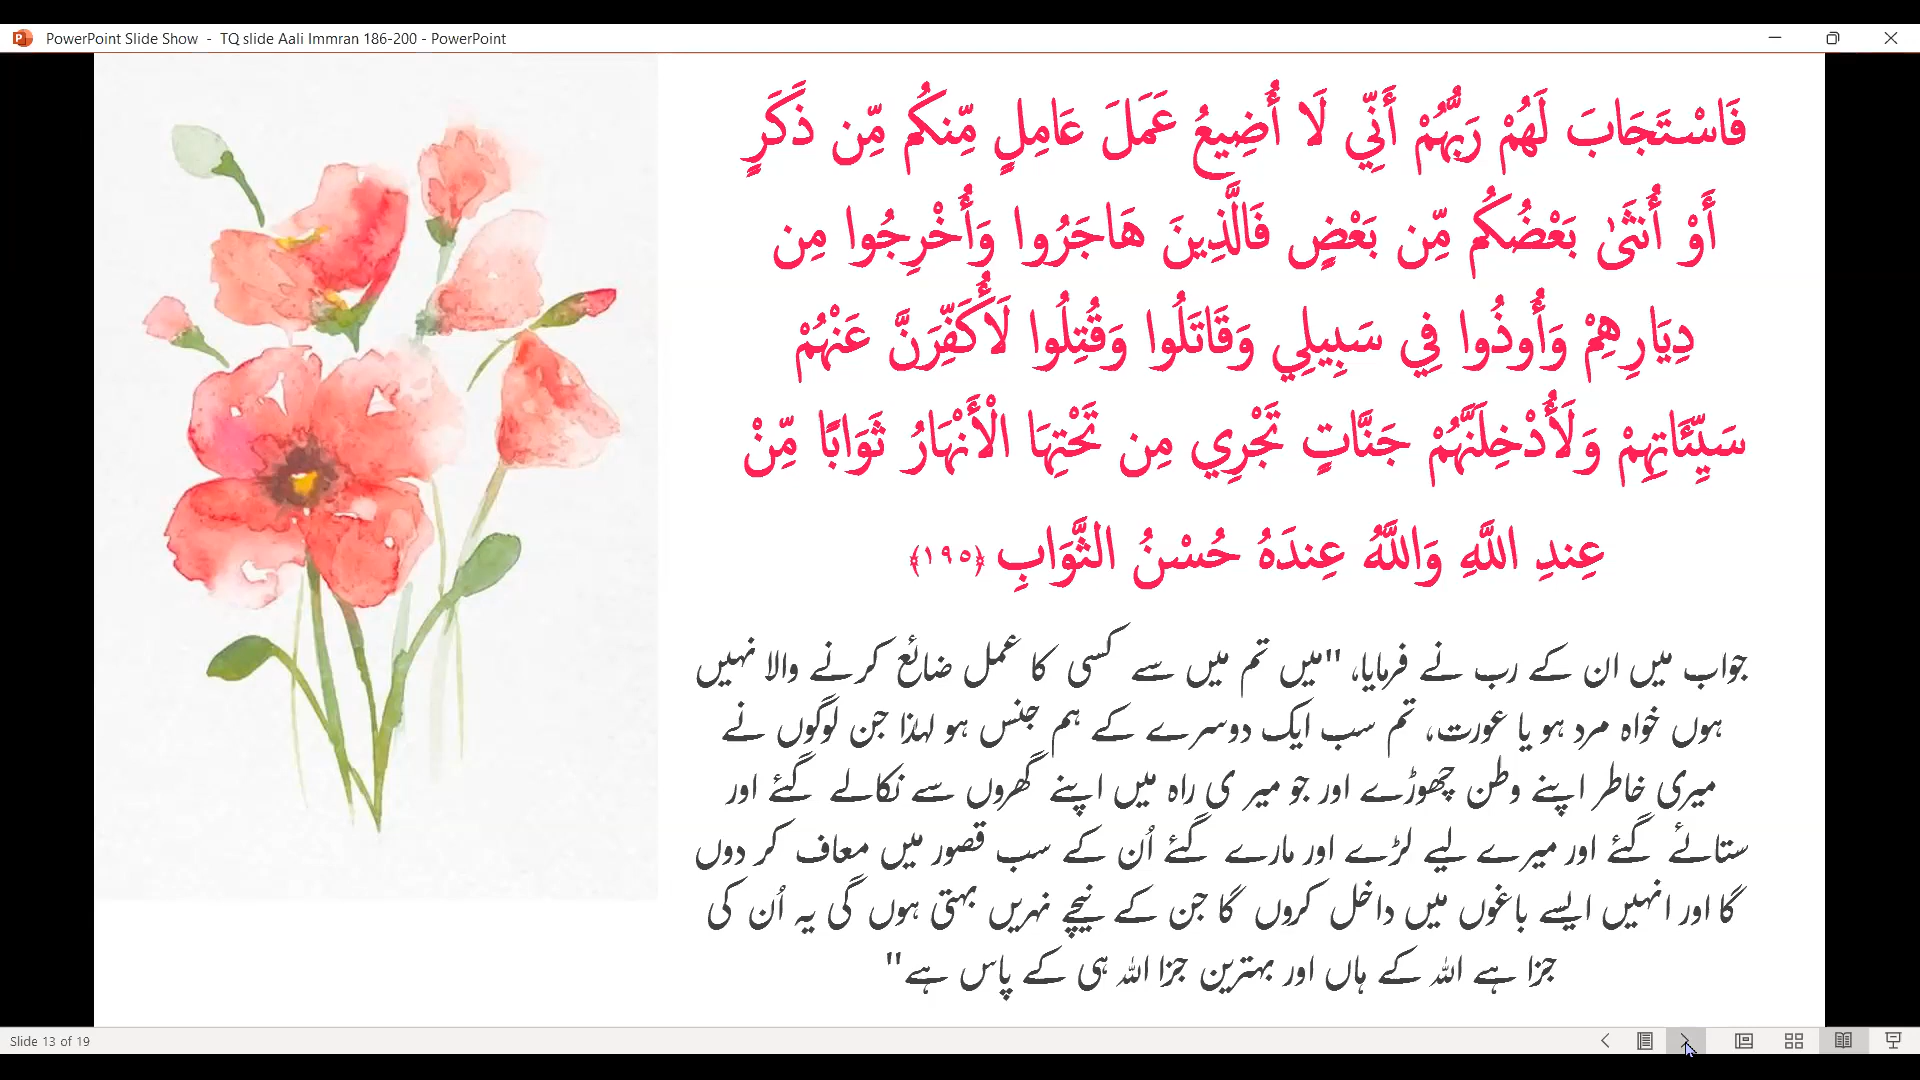 PowerPoint Slide Show - TQ slide Aali Immran 186-200 - PowerPoint
فَاسْتَجَابَ لَهُمْ رَبُّهُمْ أَنِّي لَا أُضِيعُ عَمَلَ عَامِلٍ مِّنكُم مِّن ذَكَرٍ
أَوْ أُنثَىٰ بَعْضُكُم مِّن بَعْضٍ فَالَّذِينَ هَاجَرُوا وَأُخْرِجُوا مِن
دِيَارِهِمْ وَأُوذُوا فِي سَبِيلِي وَقَاتَلُوا وَقُتِلُوا لَأُكَفِّرَنَّ عَنْهُمْ
سَيِّئَاتِهِمْ وَلَأُدْخِلَنَّهُمْ جَنَّاتٍ تَجْرِي مِن تَحْتِهَا الْأَنْهَارُ ثَوَابًا مِّنْ
عِندِ اللَّهِ وَاللَّهُ عِندَهُ حُسْنُ الثَّوَابِ ﴿١٩٥﴾
جواب میں ان کے رب نے فرمایا، "میں تم میں سے کسی کا عمل ضائع کرنے والا نہیں
ہوں خواہ مرد ہو یا عورت، تم سب ایک دوسرے کے ہم جنس ہو لہٰذا جن لوگوں نے
میری خاطر اپنے وطن چھوڑے اور جو میر ی راہ میں اپنے گھروں سے نکالے گئے اور
ستائے گئے اور میرے لیے لڑے اور مارے گئے اُن کے سب قصور میں معاف کر دوں
گا اور انہیں ایسے باغوں میں داخل کروں گا جن کے نیچے نہریں بہتی ہوں گی یہ اُن کی
جزا ہے اللہ کے ہاں اور بہترین جزا اللہ ہی کے پاس ہے"
Slide 13 of 19